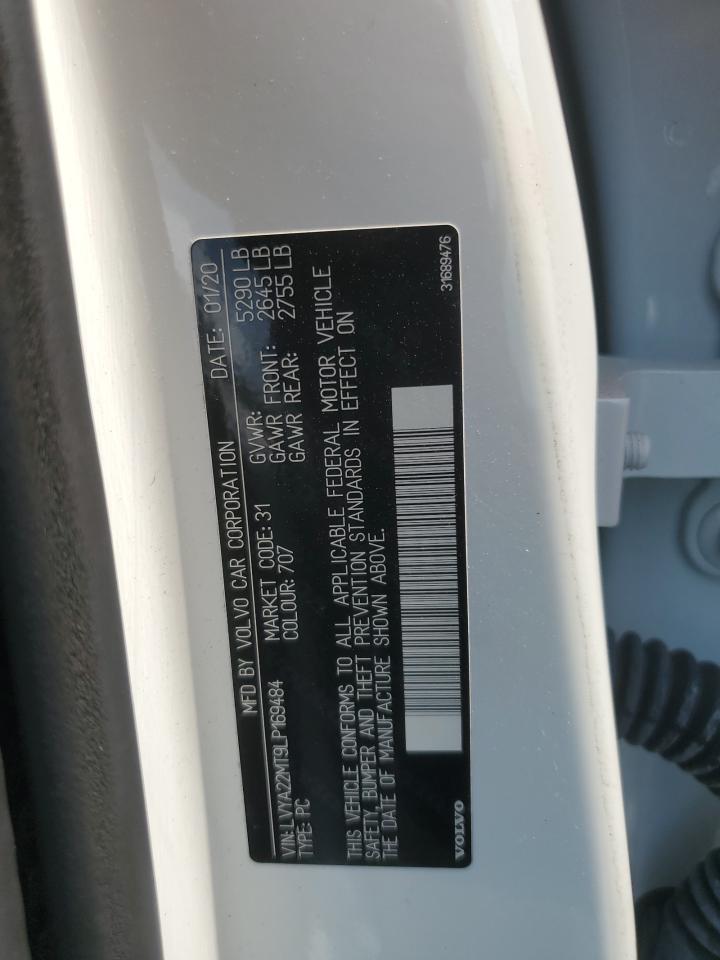 MFD BY VOLVO CAR CORPORATION DATE: 01/20
VIN: LVYA22MT9LP169484 MARKET CODE: 31 GVWR: 5290 LB
TYPE: PC COLOUR: 707 GAWR FRONT: 2645 LB
GAWR REAR: 2755 LB
THIS VEHICLE CONFORMS TO ALL APPLICABLE FEDERAL MOTOR VEHICLE
SAFETY, BUMPER AND THEFT PREVENTION STANDARDS IN EFFECT ON
THE DATE OF MANUFACTURE SHOWN ABOVE.
VOLVO 31689476